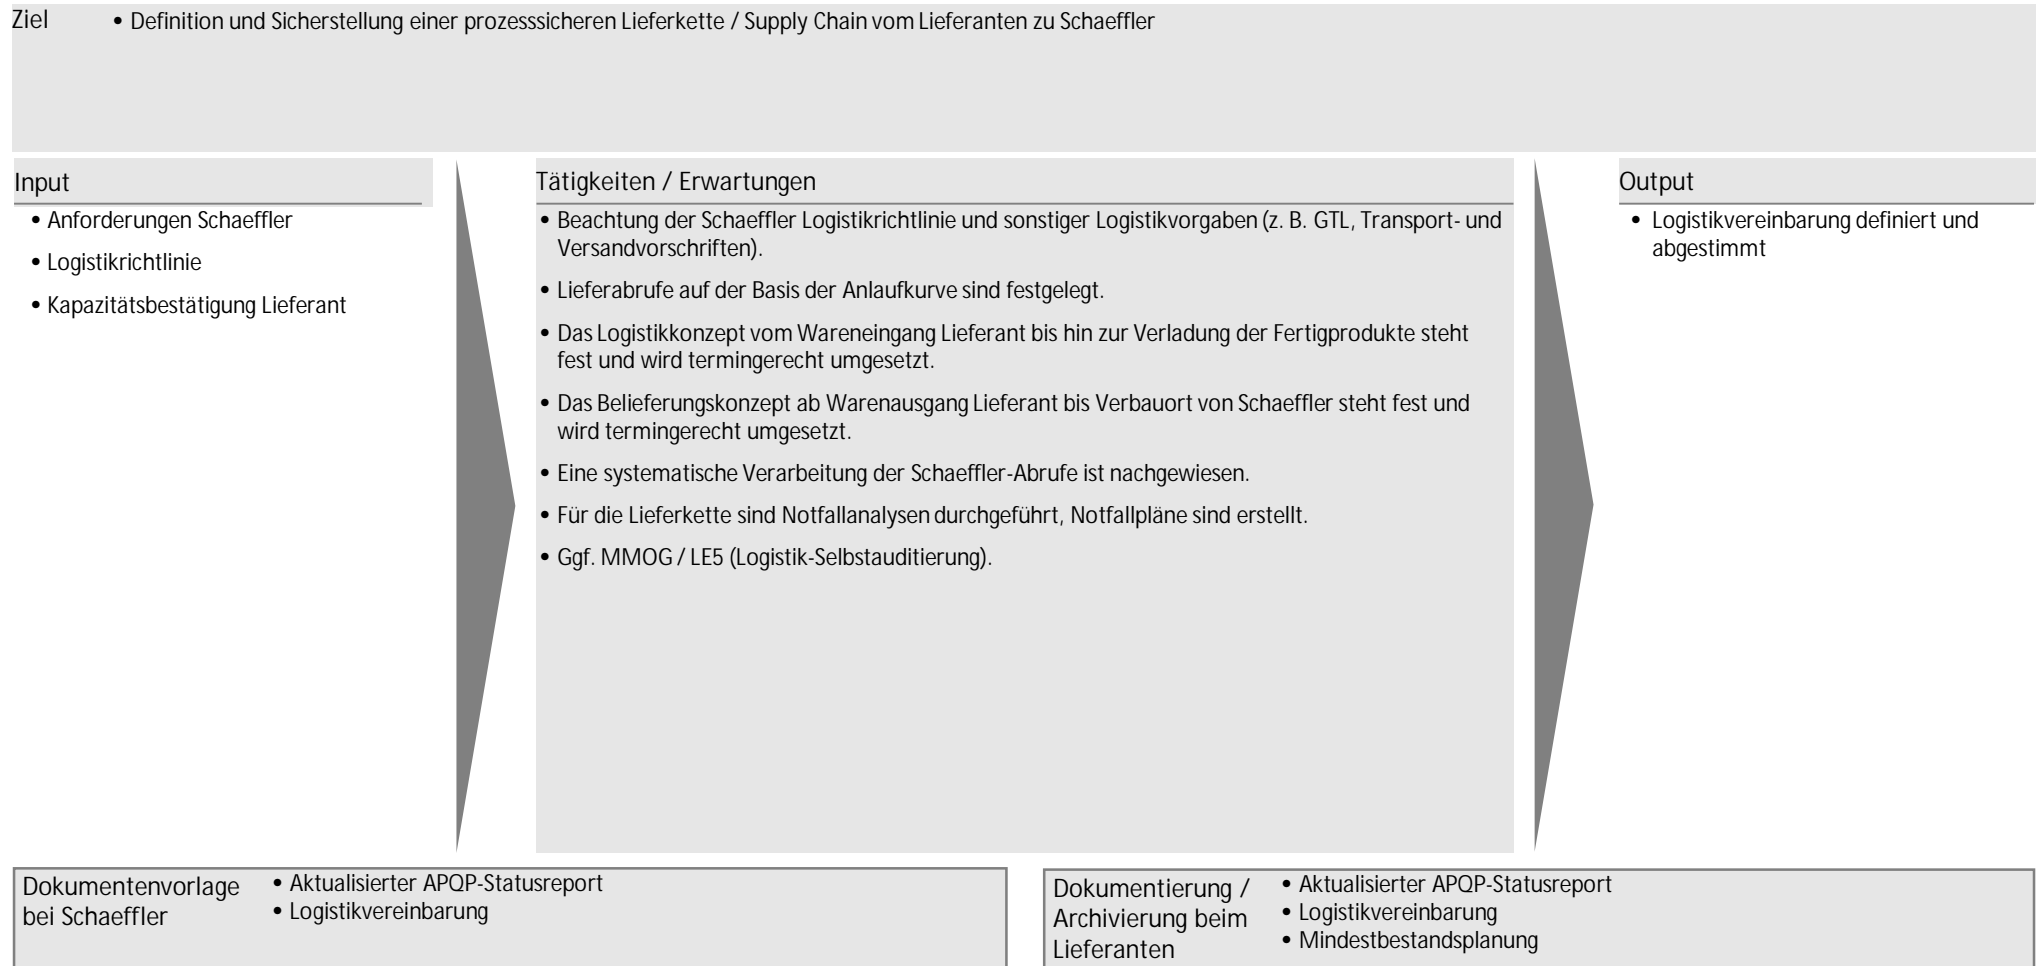 Ziel • Definition und Sicherstellung einer prozesssicheren Lieferkette / Supply Chain vom Lieferanten zu Schaeffler
Input
• Anforderungen Schaeffler
• Logistikrichtlinie
• Kapazitätsbestätigung Lieferant
Tätigkeiten / Erwartungen
• Beachtung der Schaeffler Logistikrichtlinie und sonstiger Logistikvorgaben (z. B. GTL, Transport- und
Versandvorschriften).
• Lieferabrufe auf der Basis der Anlaufkurve sind festgelegt.
• Das Logistikkonzept vom Wareneingang Lieferant bis hin zur Verladung der Fertigprodukte steht
fest und wird termingerecht umgesetzt.
• Das Belieferungskonzept ab Warenausgang Lieferant bis Verbauort von Schaeffler steht fest und
wird termingerecht umgesetzt.
• Eine systematische Verarbeitung der Schaeffler-Abrufe ist nachgewiesen.
• Für die Lieferkette sind Notfallanalysen durchgeführt, Notfallpläne sind erstellt.
• Ggf. MMOG / LE5 (Logistik-Selbstauditierung).
Output
• Logistikvereinbarung definiert und
abgestimmt
Dokumentenvorlage
bei Schaeffler
• Aktualisierter APQP-Statusreport
• Logistikvereinbarung
Dokumentierung /
Archivierung beim
Lieferanten
• Aktualisierter APQP-Statusreport
• Logistikvereinbarung
• Mindestbestandsplanung